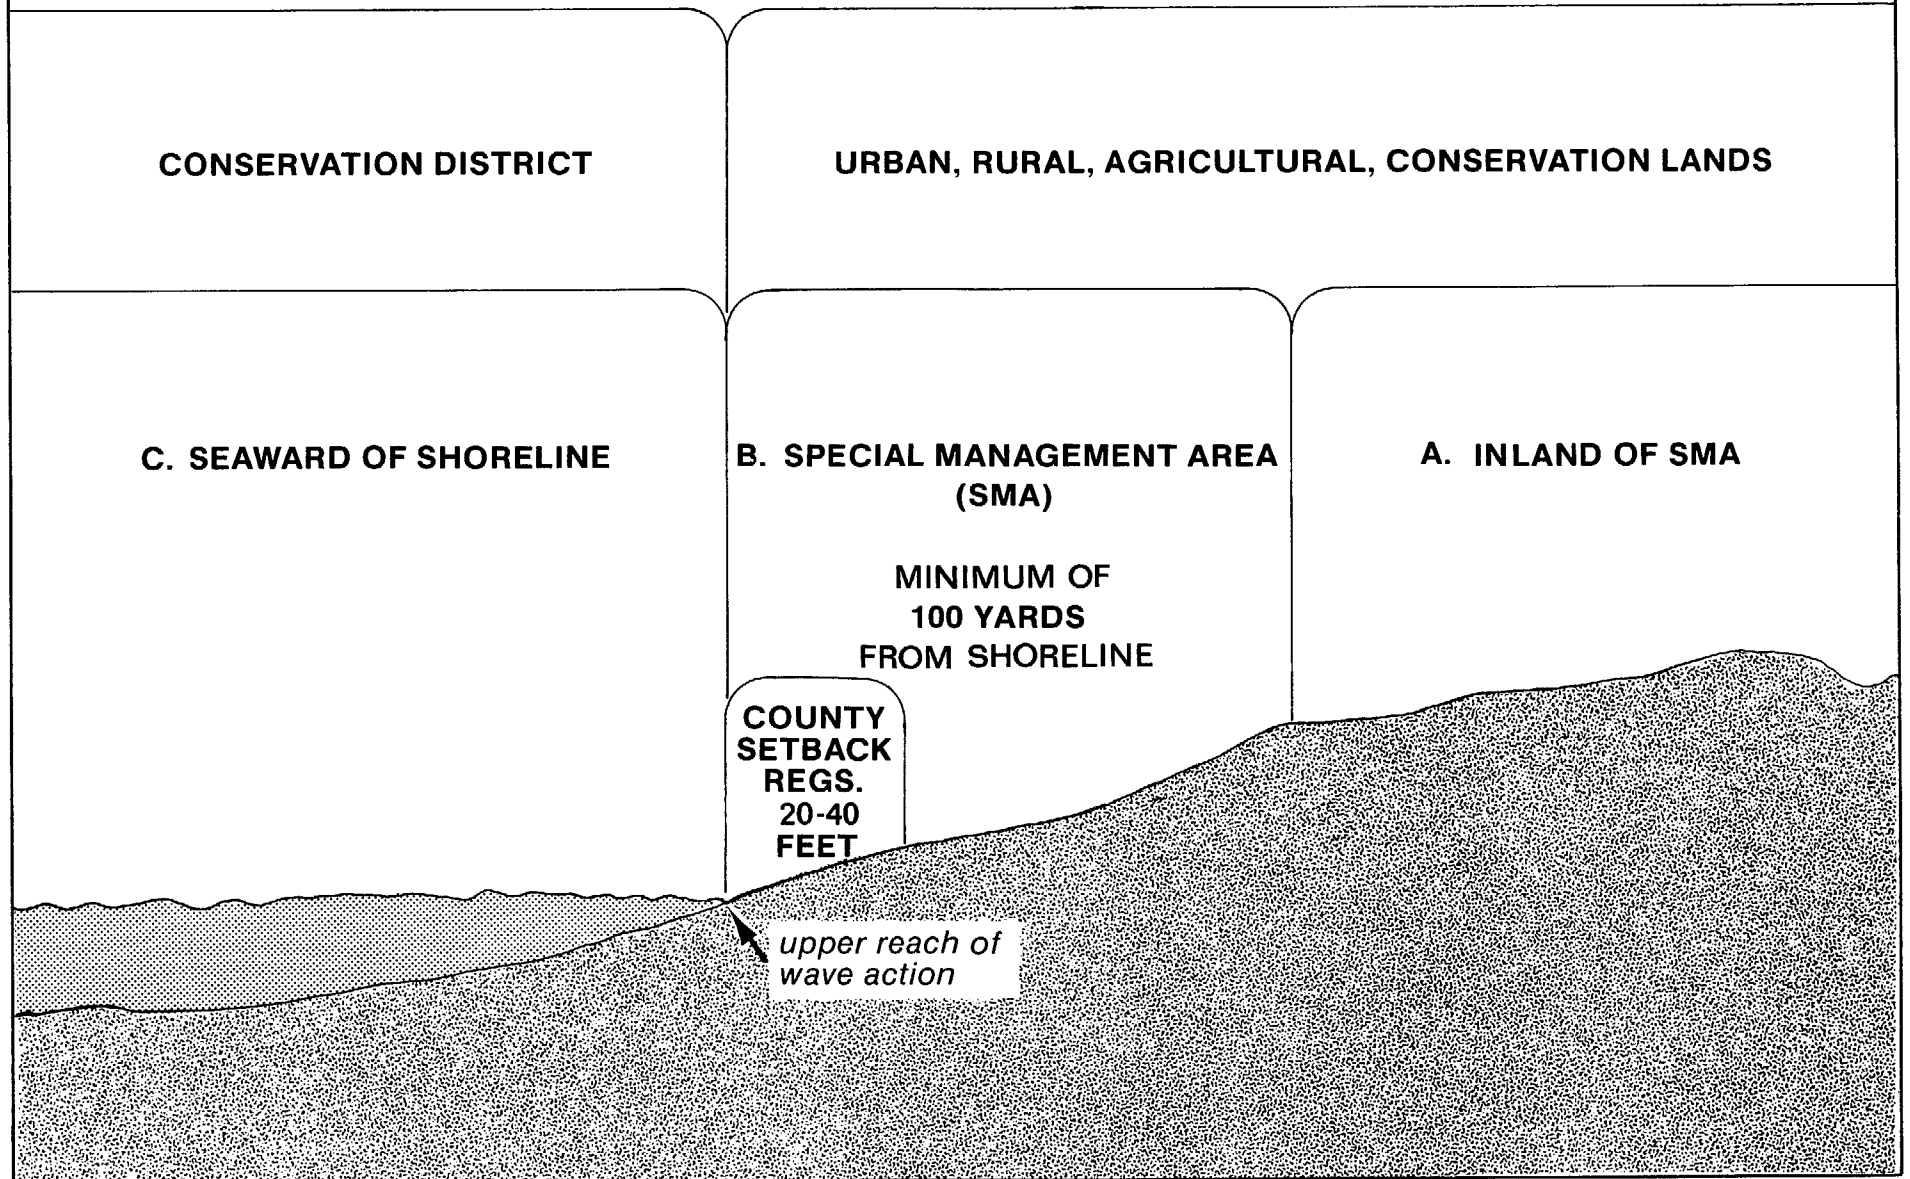 CONSERVATION DISTRICT
URBAN, RURAL, AGRICULTURAL, CONSERVATION LANDS
C. SEAWARD OF SHORELINE
B. SPECIAL MANAGEMENT AREA
(SMA)
MINIMUM OF
100 YARDS
FROM SHORELINE
A. INLAND OF SMA
COUNTY
SETBACK
REGS.
20-40
FEET
upper reach of
wave action